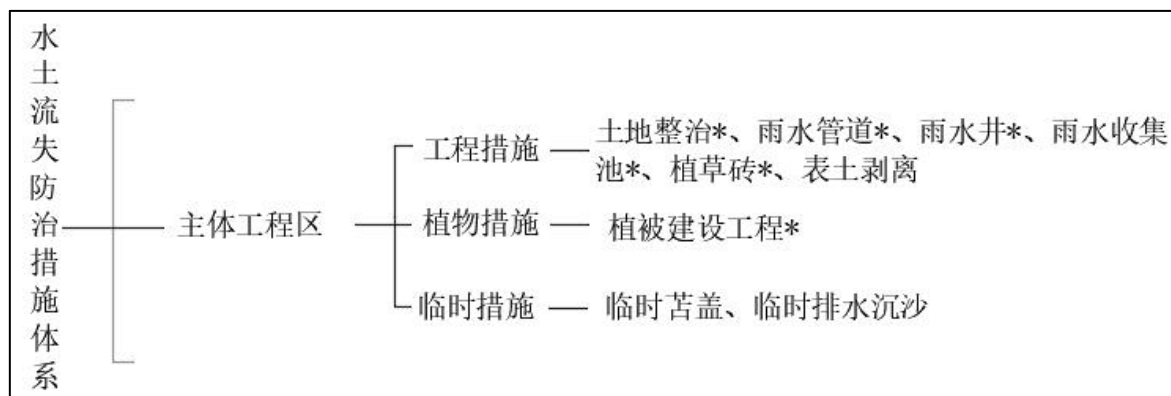 水土流失防治措施体系
主体工程区
工程措施
土地整治*、雨水管道*、雨水井*、雨水收集
池*、植草砖*、表土剥离
植物措施
植被建设工程*
临时措施
临时苫盖、临时排水沉沙